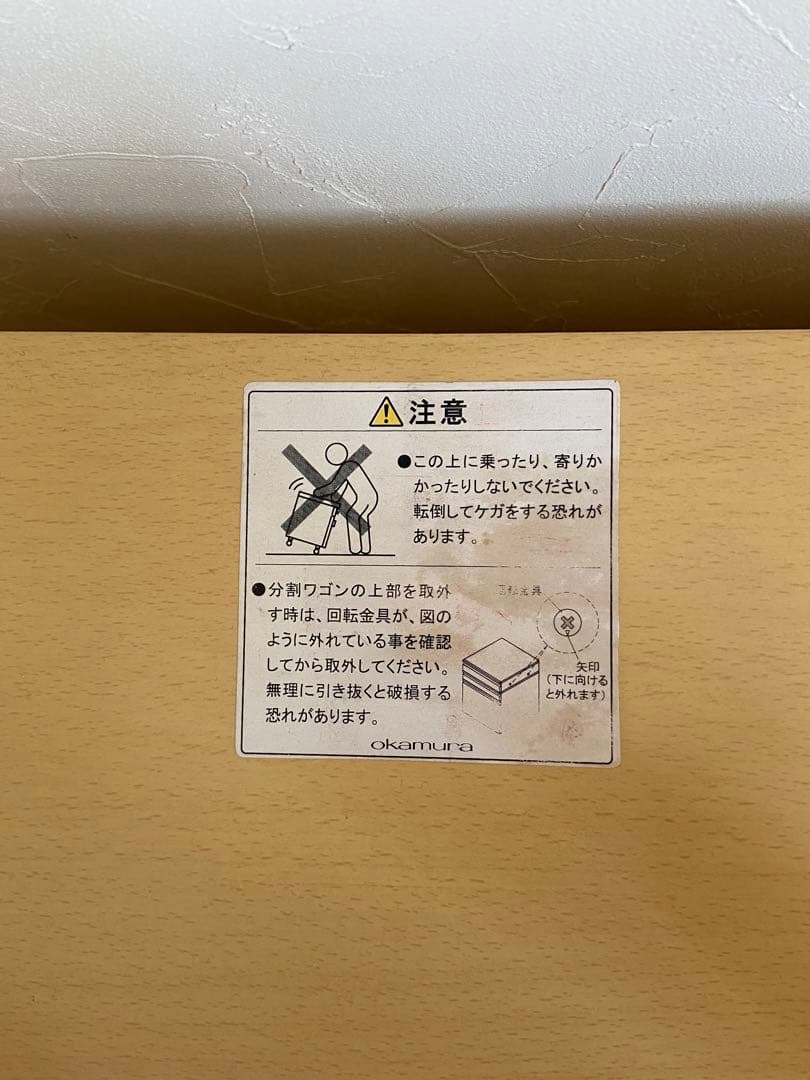 注意
●この上に乗ったり、寄りか
かったりしないでください。
転倒してケガをする恐れが
あります。
●分割ワゴンの上部を取外
す時は、回転金具が、図の
ように外れている事を確認
してから取外してください。
無理に引き抜くと破損する
恐れがあります。
回転金具
矢印
(下に向ける
と外れます)
okamura